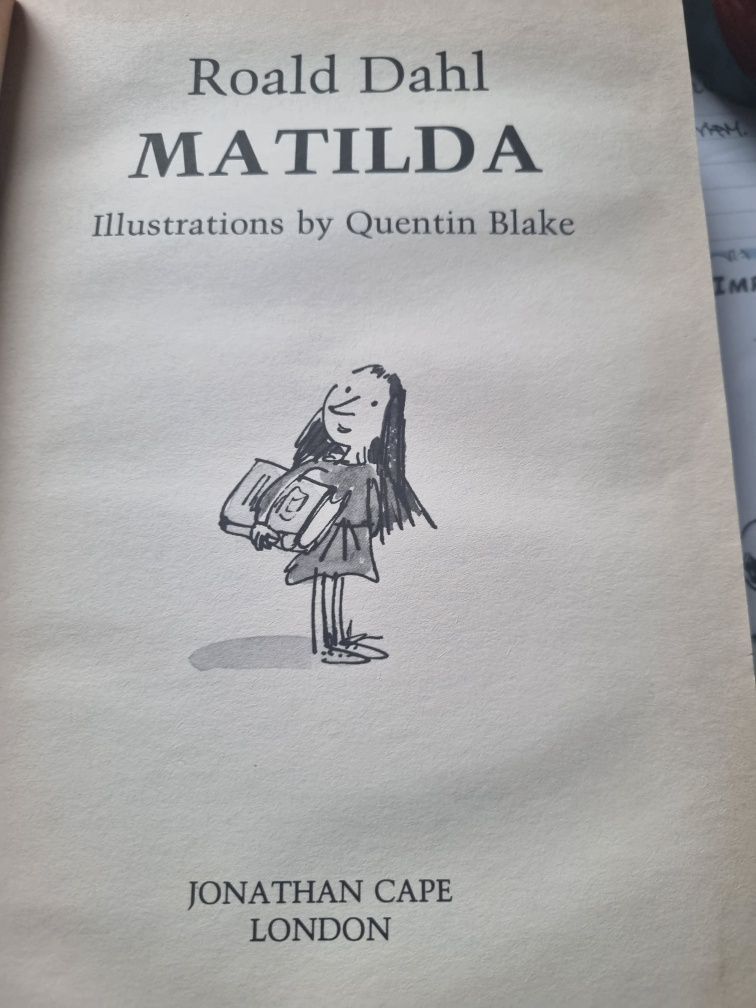 Roald Dahl
MATILDA
Illustrations by Quentin Blake
JONATHAN CAPE
LONDON